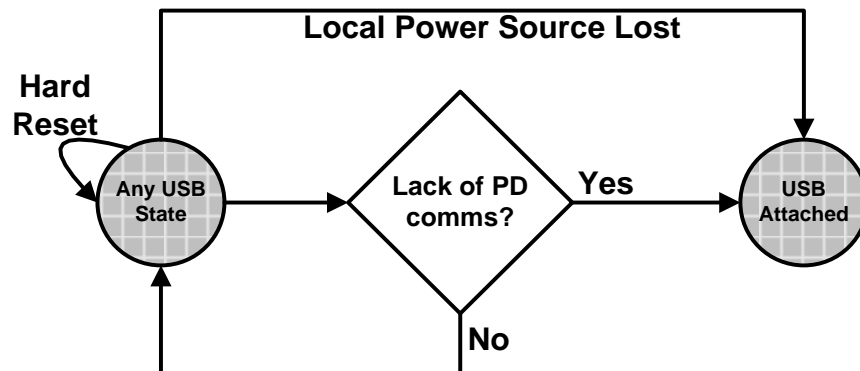 Local Power Source Lost
Hard
Reset
Any USB
State
Lack of PD
comms?
Yes
USB
Attached
No